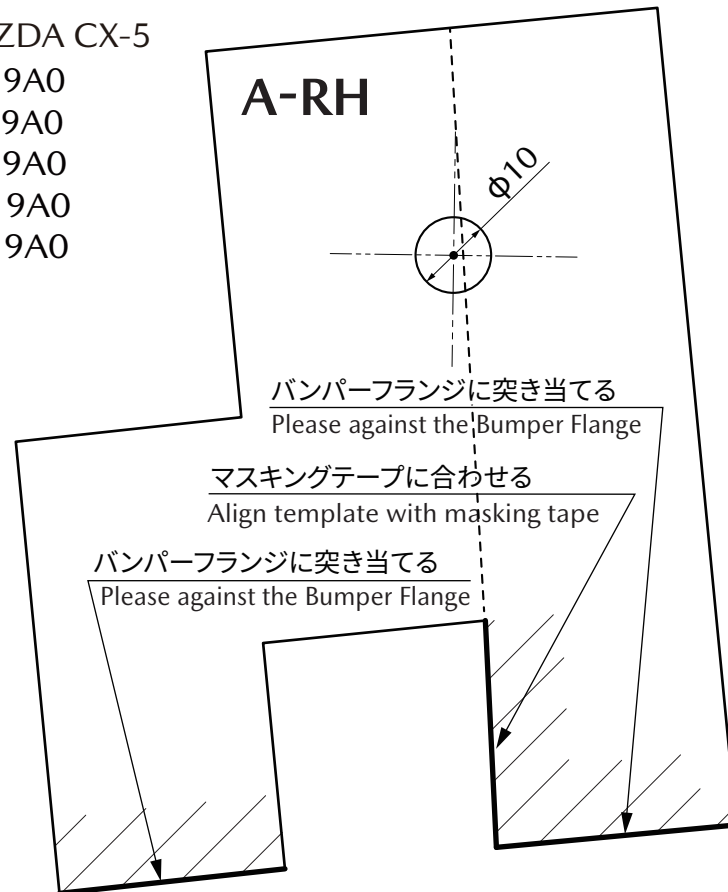 ZDA CX-5
9A0
9A0
9A0
9A0
9A0
A-RH
φ10
バンパーフランジに突き当てる
Please against the Bumper Flange
マスキングテープに合わせる
Align template with masking tape
バンパーフランジに突き当てる
Please against the Bumper Flange